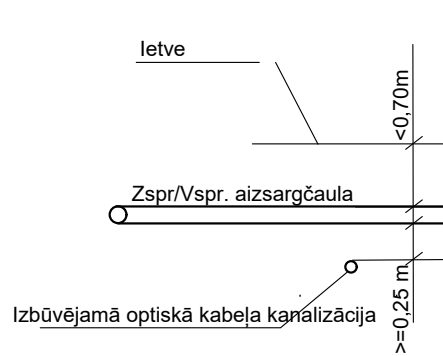 Ietve
<0,70m
Zspr/Vspr. aizsargčaula
>=0,25 m
Izbūvējamā optiskā kabeļa kanalizācija